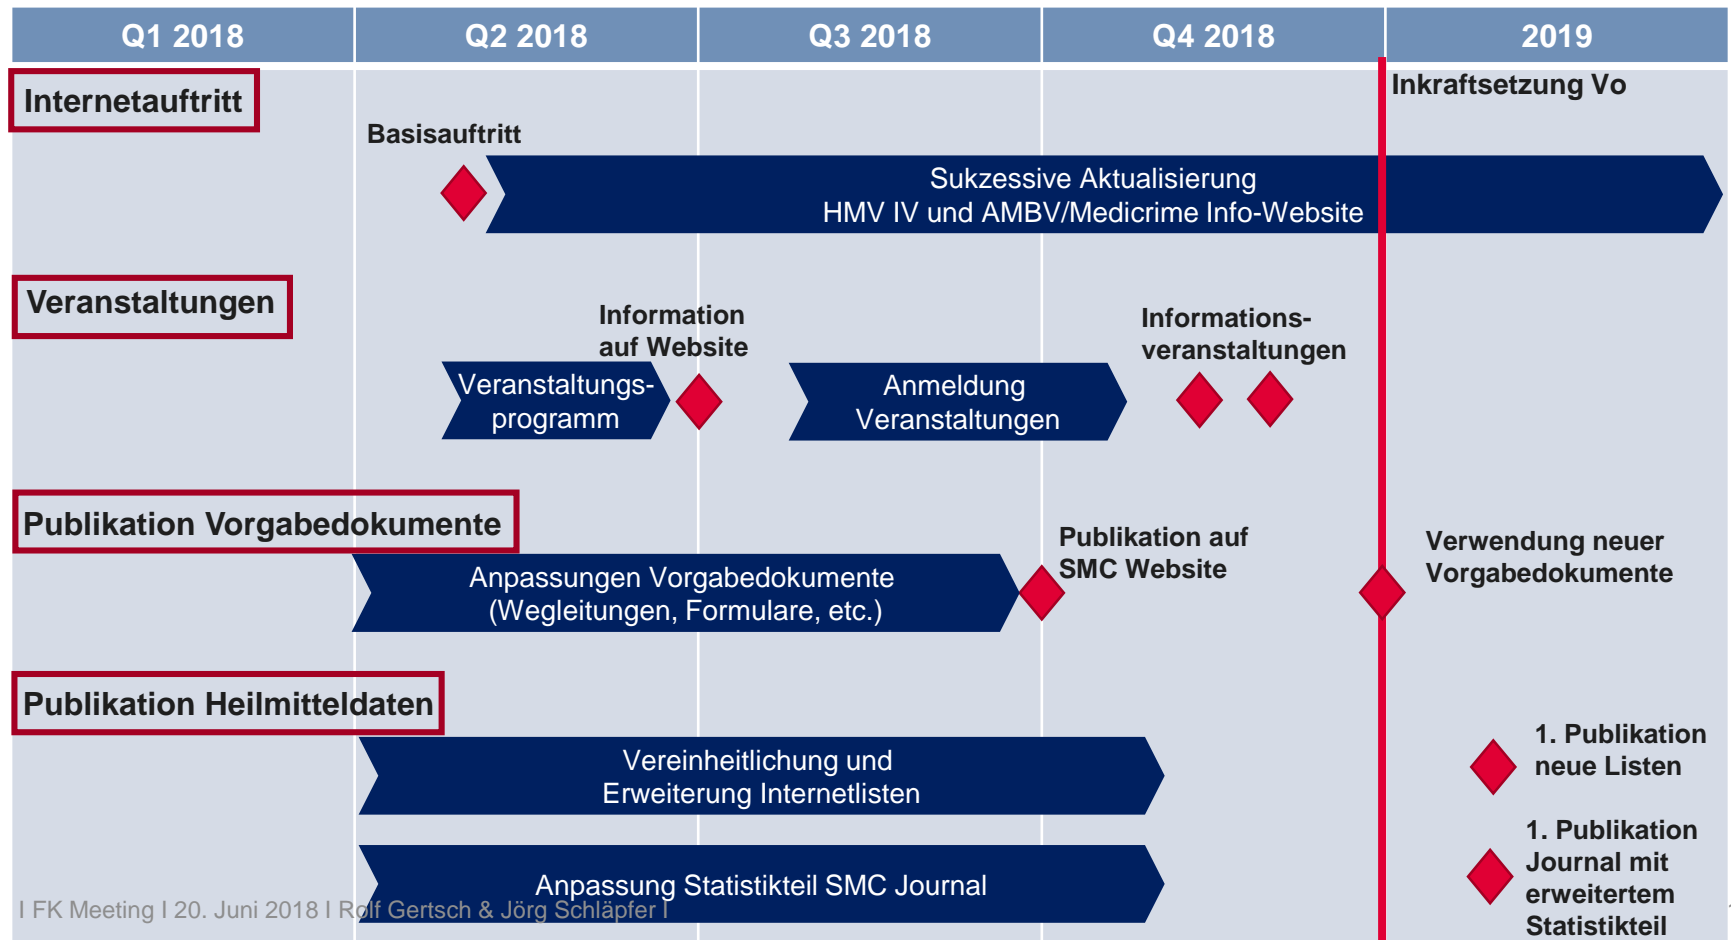 Q1 2018
Q2 2018
Q3 2018
Q4 2018
2019
Inkraftsetzung Vo
Internetauftritt
Basisauftritt
Sukzessive Aktualisierung
HMV IV und AMBV/Medicrime Info-Website
Veranstaltungen
Information
auf Website
Informations-
veranstaltungen
Veranstaltungs-
programm
Anmeldung
Veranstaltungen
Publikation Vorgabedokumente
Publikation auf
SMC Website
Verwendung neuer
Vorgabedokumente
Anpassungen Vorgabedokumente
(Wegleitungen, Formulare, etc.)
Publikation Heilmitteldaten
Vereinheitlichung und
Erweiterung Internetlisten
1. Publikation
neue Listen
Anpassung Statistikteil SMC Journal
1. Publikation
Journal mit
erweitertem
Statistikteil
I FK Meeting I 20. Juni 2018 I Rolf Gertsch & Jörg Schläpfer I